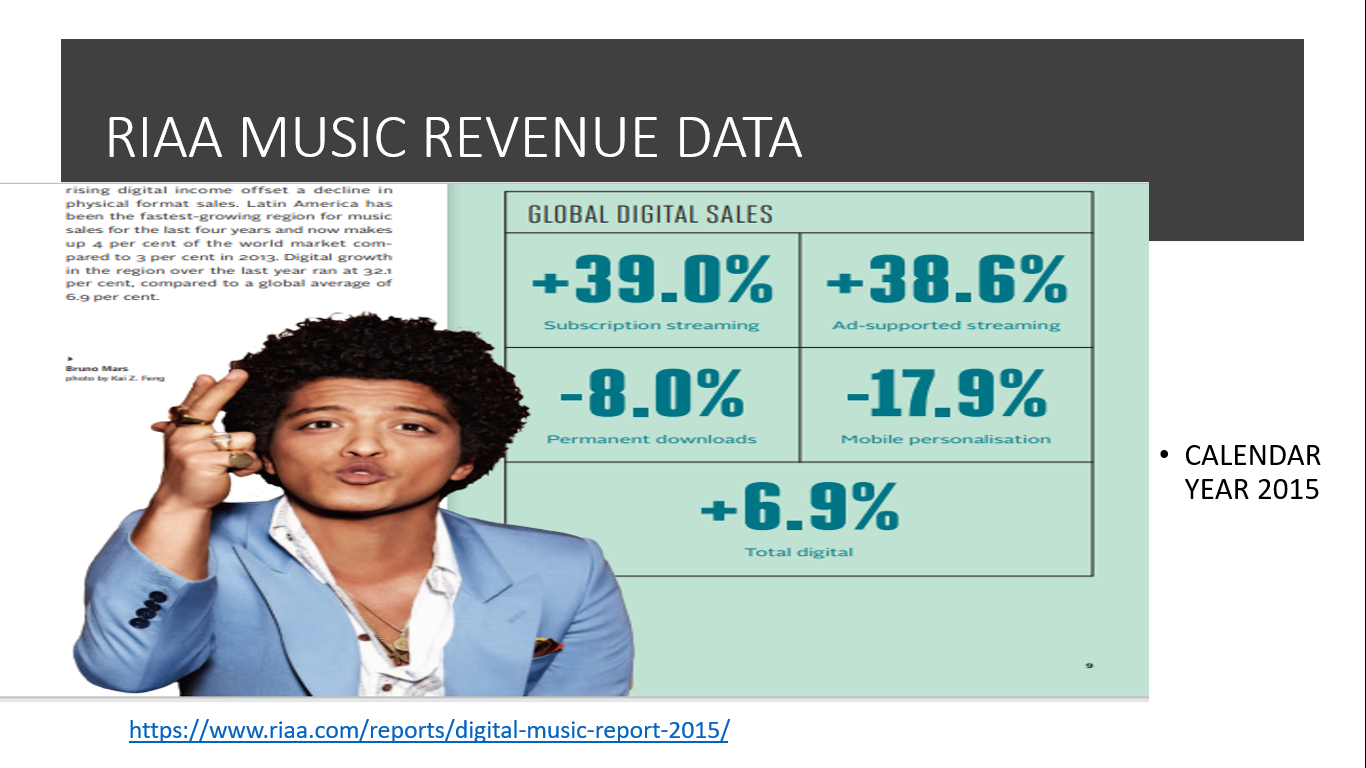 RIAA MUSIC REVENUE DATA
rising digital income offset a decline in
physical format sales. Latin America has
been the fastest-growing region for music
sales for the last four years and now makes
up 4 per cent of the world market com-
pared to 3 per cent in 2013. Digital growth
in the region over the last year ran at 32.1
per cent, compared to a global average of
6.9 per cent.
Bruno Mars
photo by Kai Z. Feng
GLOBAL DIGITAL SALES
+39.0% +38.6%
Subscription streaming Ad-supported streaming
-8.0% -17.9%
Permanent downloads Mobile personalisation
+6.9%
Total digital
9
• CALENDAR
YEAR 2015
https://www.riaa.com/reports/digital-music-report-2015/